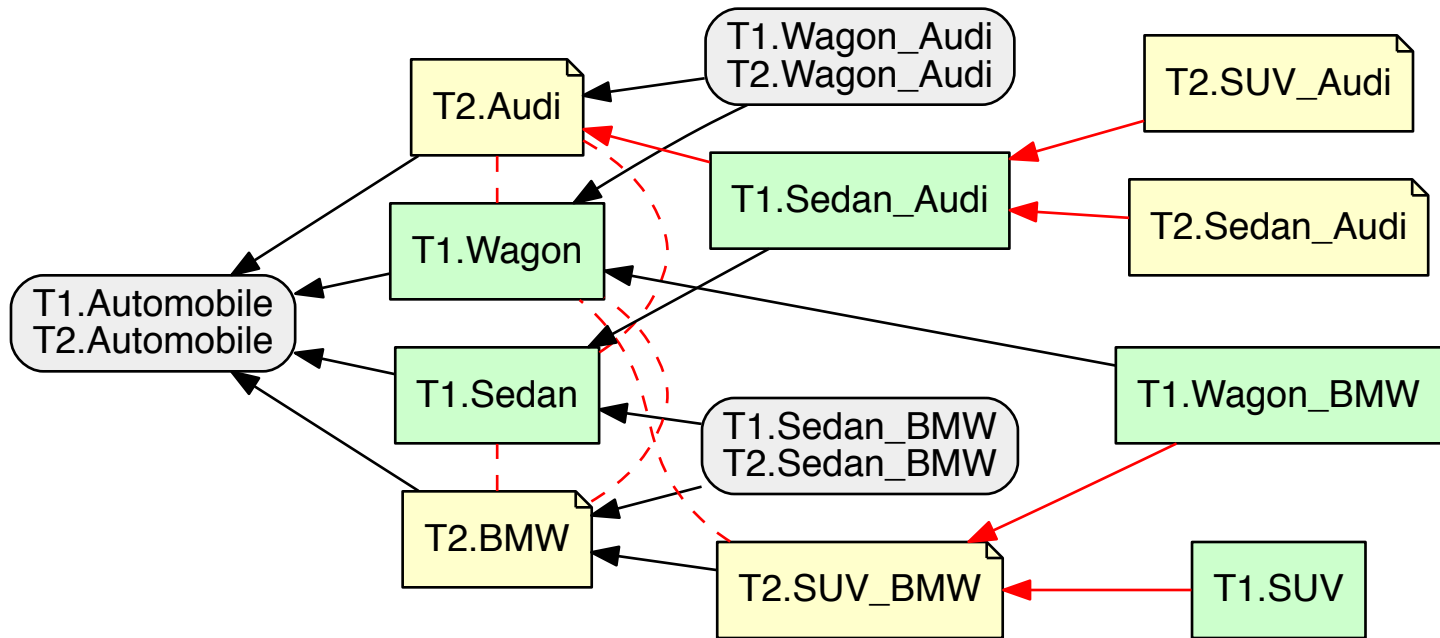 T1.Wagon_Audi
T2.Wagon_Audi
T2.SUV_Audi
T2.Audi
T1.Sedan_Audi
T2.Sedan_Audi
T1.Wagon
T1.Automobile
T2.Automobile
T1.Sedan
T1.Wagon_BMW
T1.Sedan_BMW
T2.Sedan_BMW
T2.BMW
T2.SUV_BMW
T1.SUV